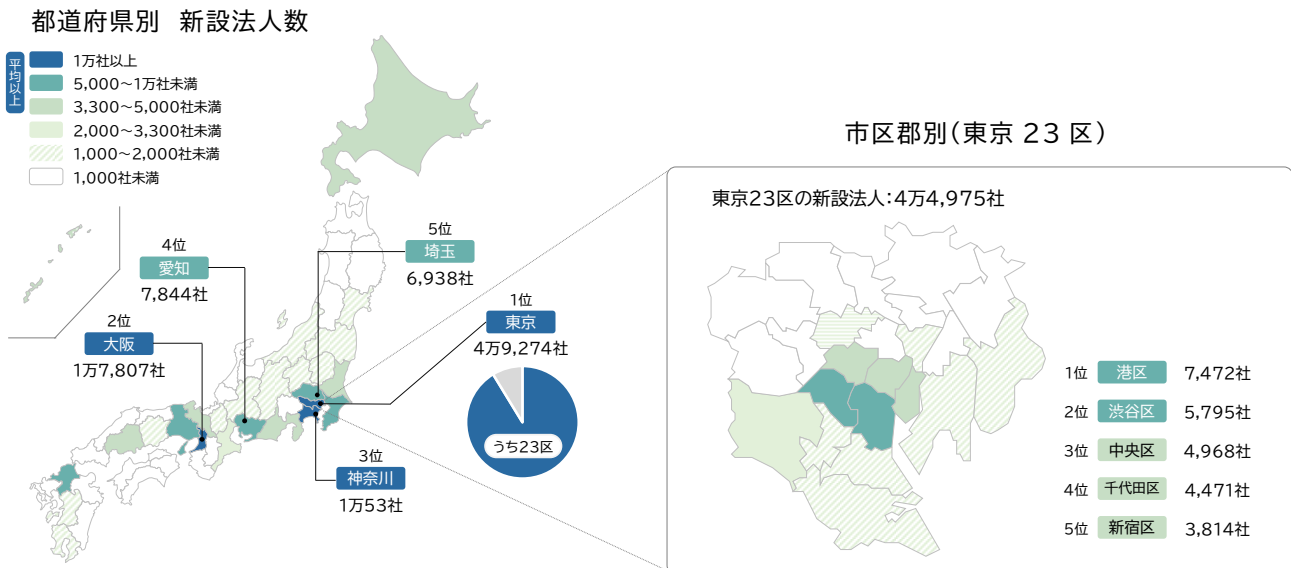 都道府県別 新設法人数
平均以上
1万社以上
5,000～1万社未満
3,300～5,000社未満
2,000～3,300社未満
1,000～2,000社未満
1,000社未満
5位
埼玉
6,938社
4位
愛知
7,844社
1位
東京
4万9,274社
2位
大阪
1万7,807社
うち23区
3位
神奈川
1万53社
市区郡別（東京 23 区）
東京23区の新設法人：4万4,975社
1位 港区 7,472社
2位 渋谷区 5,795社
3位 中央区 4,968社
4位 千代田区 4,471社
5位 新宿区 3,814社